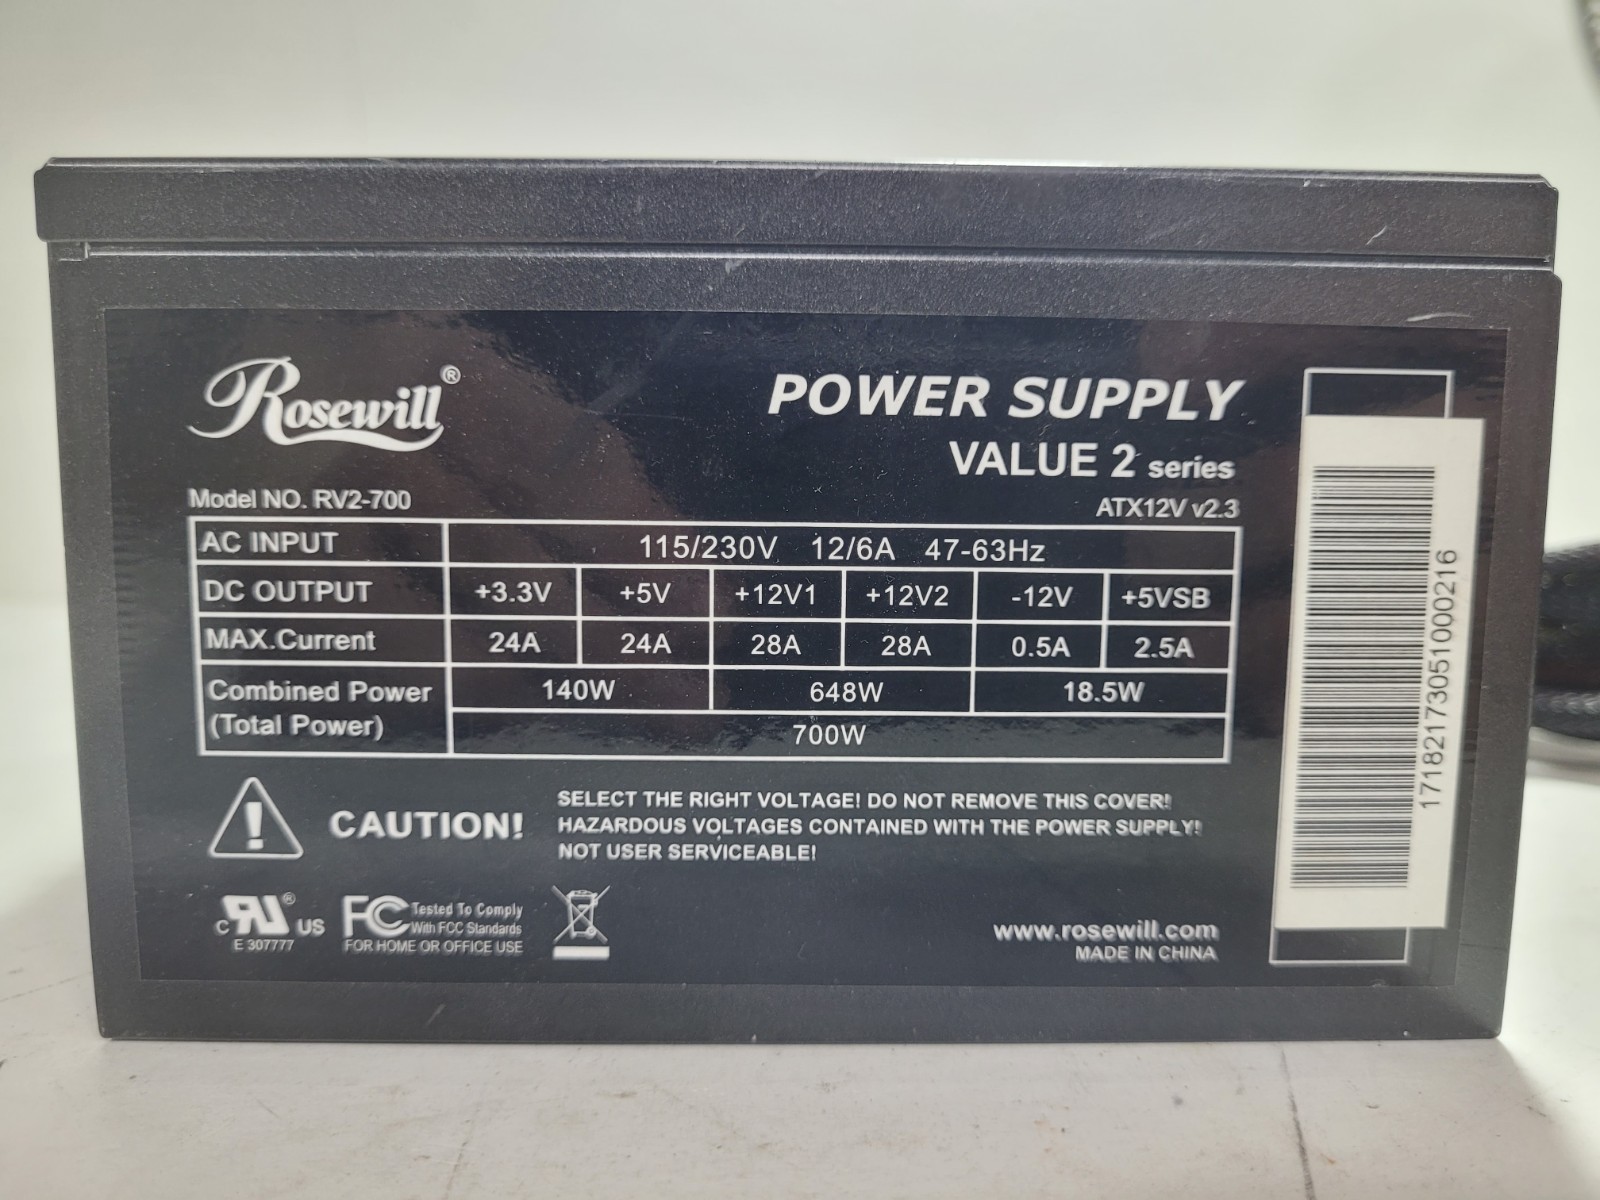 Rosewill®
POWER SUPPLY
VALUE 2 series
Model NO. RV2-700
ATX12V v2.3
AC INPUT 115/230V 12/6A 47-63Hz
DC OUTPUT +3.3V +5V +12V1 +12V2 -12V +5VSB
MAX.Current 24A 24A 28A 28A 0.5A 2.5A
Combined Power 140W 648W 18.5W
(Total Power) 700W
CAUTION!
SELECT THE RIGHT VOLTAGE! DO NOT REMOVE THIS COVER!
HAZARDOUS VOLTAGES CONTAINED WITH THE POWER SUPPLY!
NOT USER SERVICEABLE!
C RU® US
E 307777
FC Tested To Comply
With FCC Standards
FOR HOME OR OFFICE USE
www.rosewill.com
MADE IN CHINA
1718217305100216